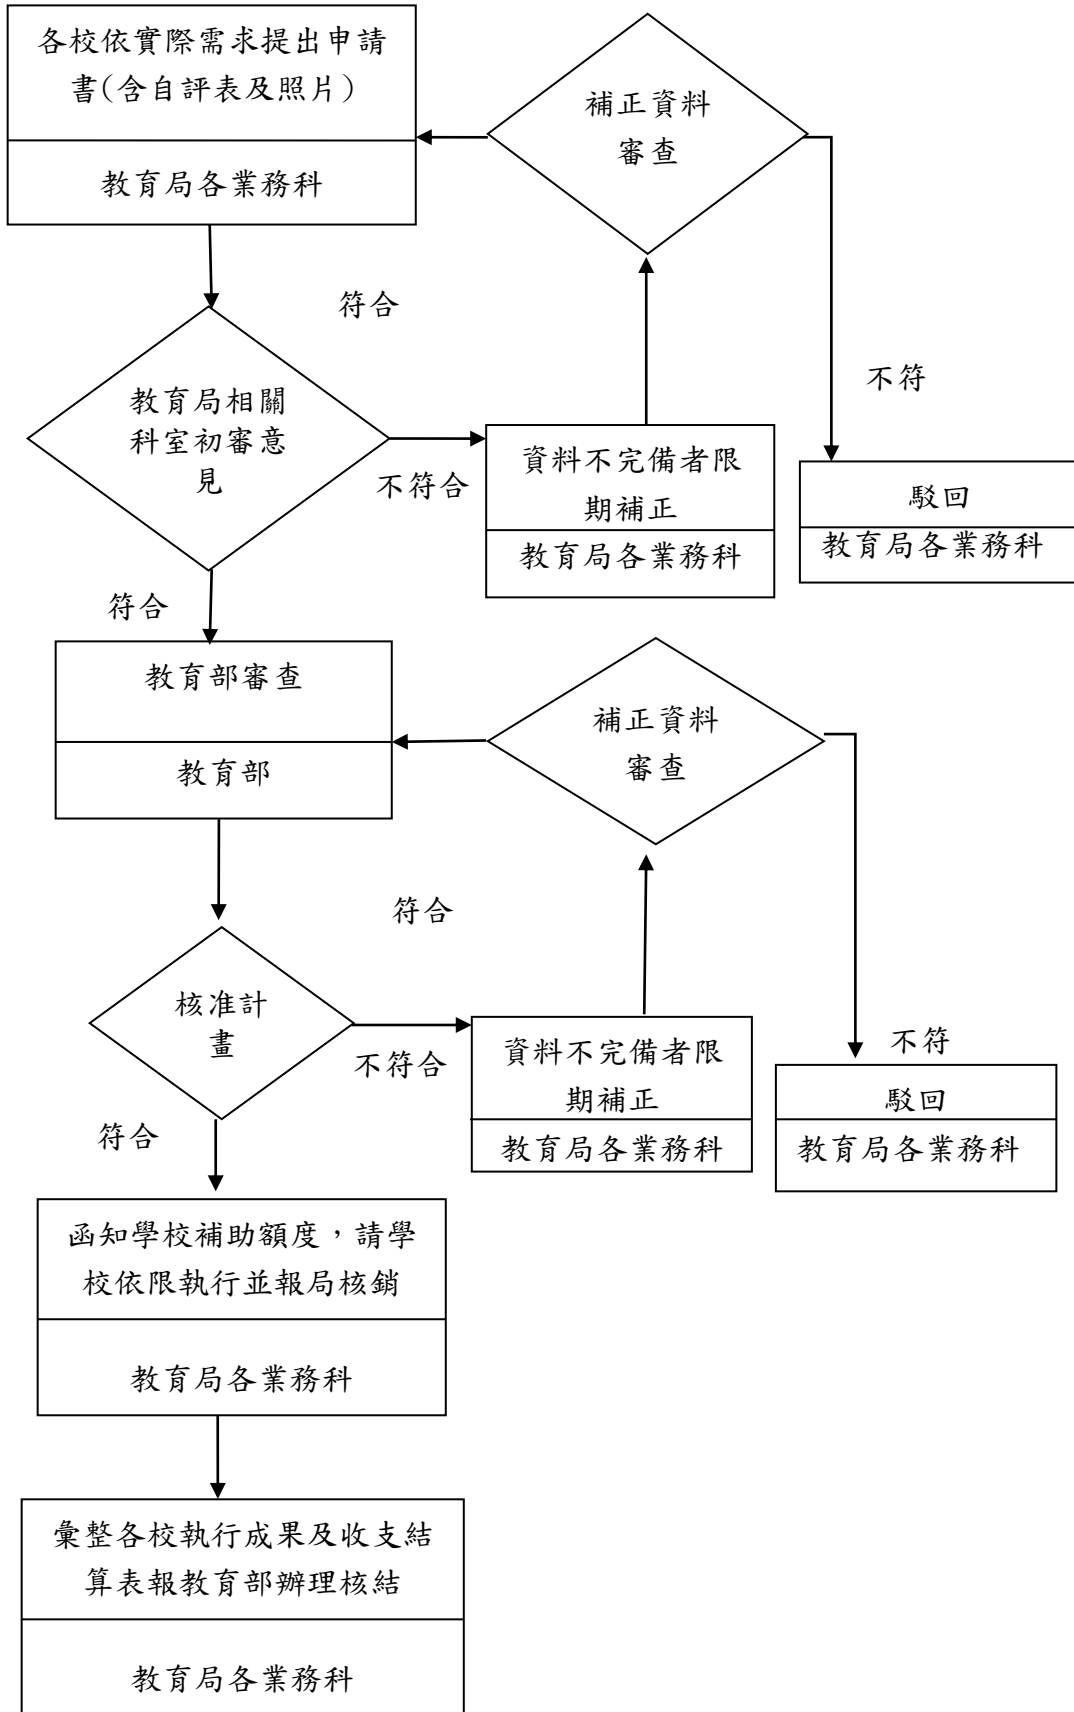 各校依實際需求提出申請
書(含自評表及照片)
教育局各業務科
補正資料
審查
符合
不符
教育局相關
科室初審意
見
不符合
資料不完備者限
期補正
教育局各業務科
駁回
教育局各業務科
符合
教育部審查
教育部
補正資料
審查
符合
核准計
畫
不符合
資料不完備者限
期補正
教育局各業務科
不符
駁回
教育局各業務科
符合
函知學校補助額度，請學
校依限執行並報局核銷
教育局各業務科
彙整各校執行成果及收支結
算表報教育部辦理核結
教育局各業務科